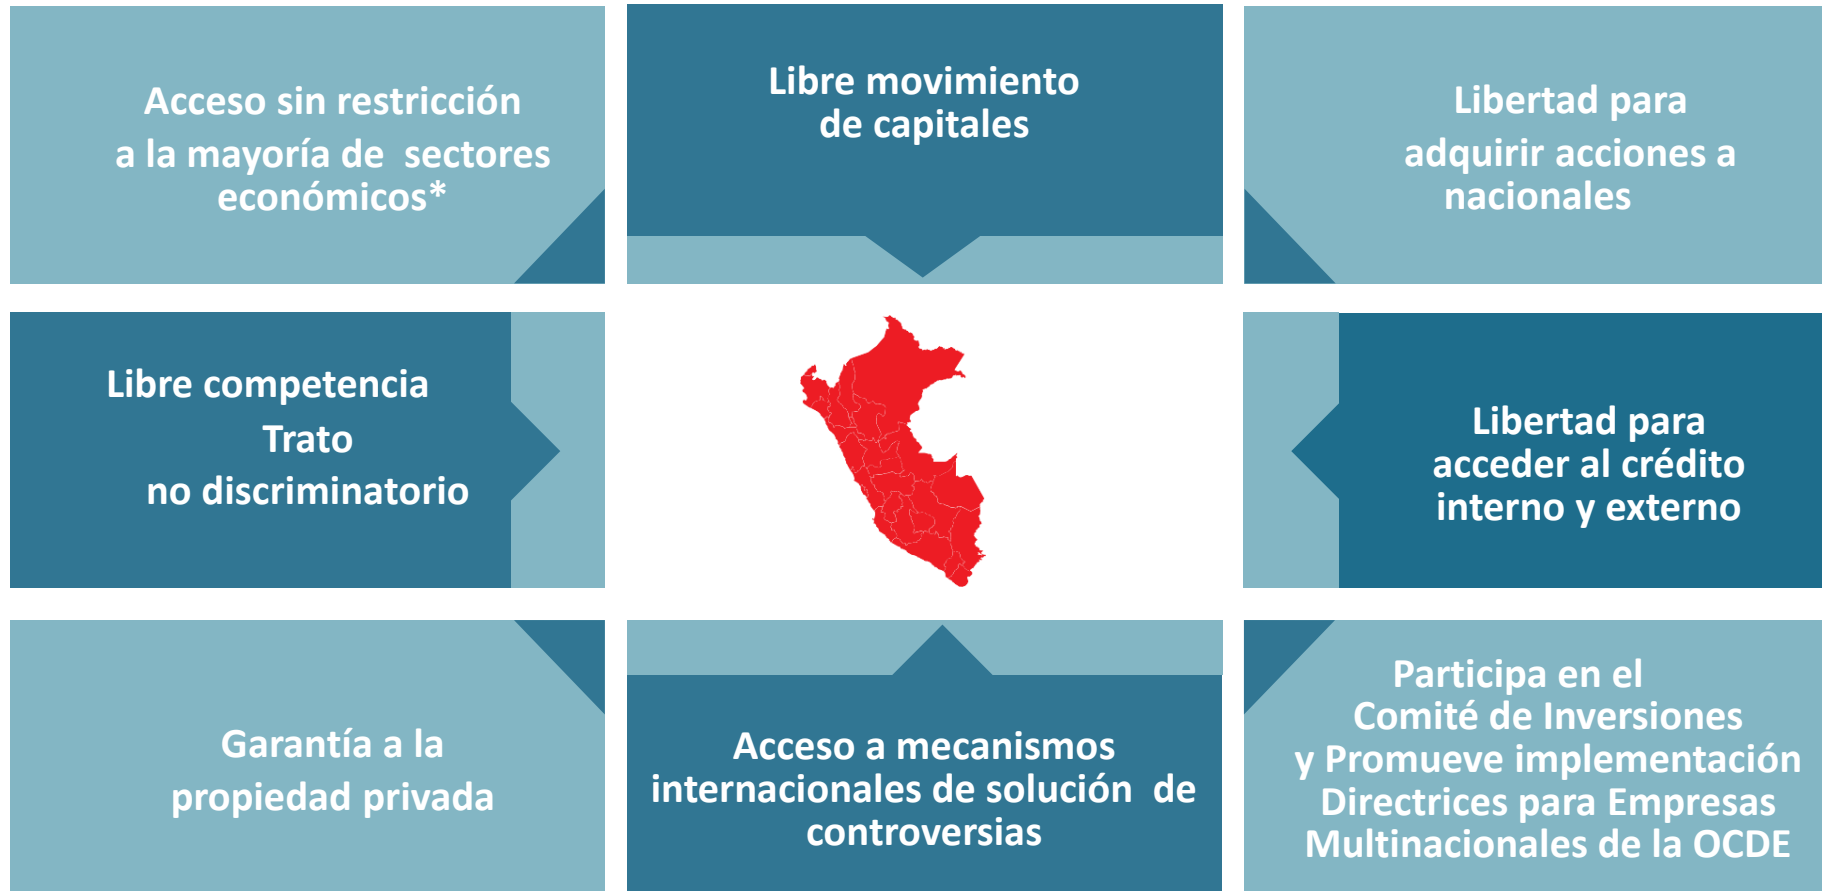 Acceso sin restricción
a la mayoría de sectores
económicos*
Libre movimiento
de capitales
Libertad para
adquirir acciones a
nacionales
Libre competencia
Trato
no discriminatorio
Libertad para
acceder al crédito
interno y externo
Garantía a la
propiedad privada
Acceso a mecanismos
internacionales de solución de
controversias
Participa en el
Comité de Inversiones
y Promueve implementación
Directrices para Empresas
Multinacionales de la OCDE